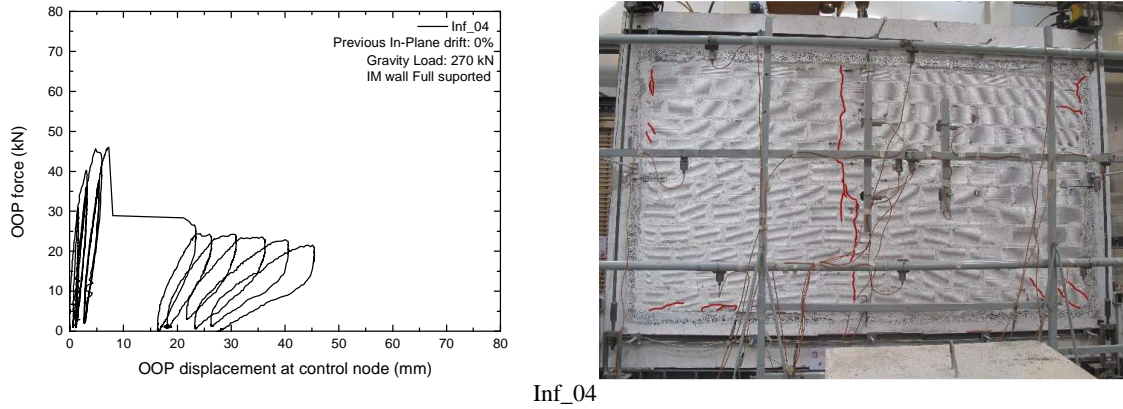 Inf_04
Previous In-Plane drift: 0%
Gravity Load: 270 kN
IM wall Full suported
80
70
60
50
40
30
20
10
0
OOP force (kN)
0 10 20 30 40 50 60 70 80
OOP displacement at control node (mm)
Inf_04